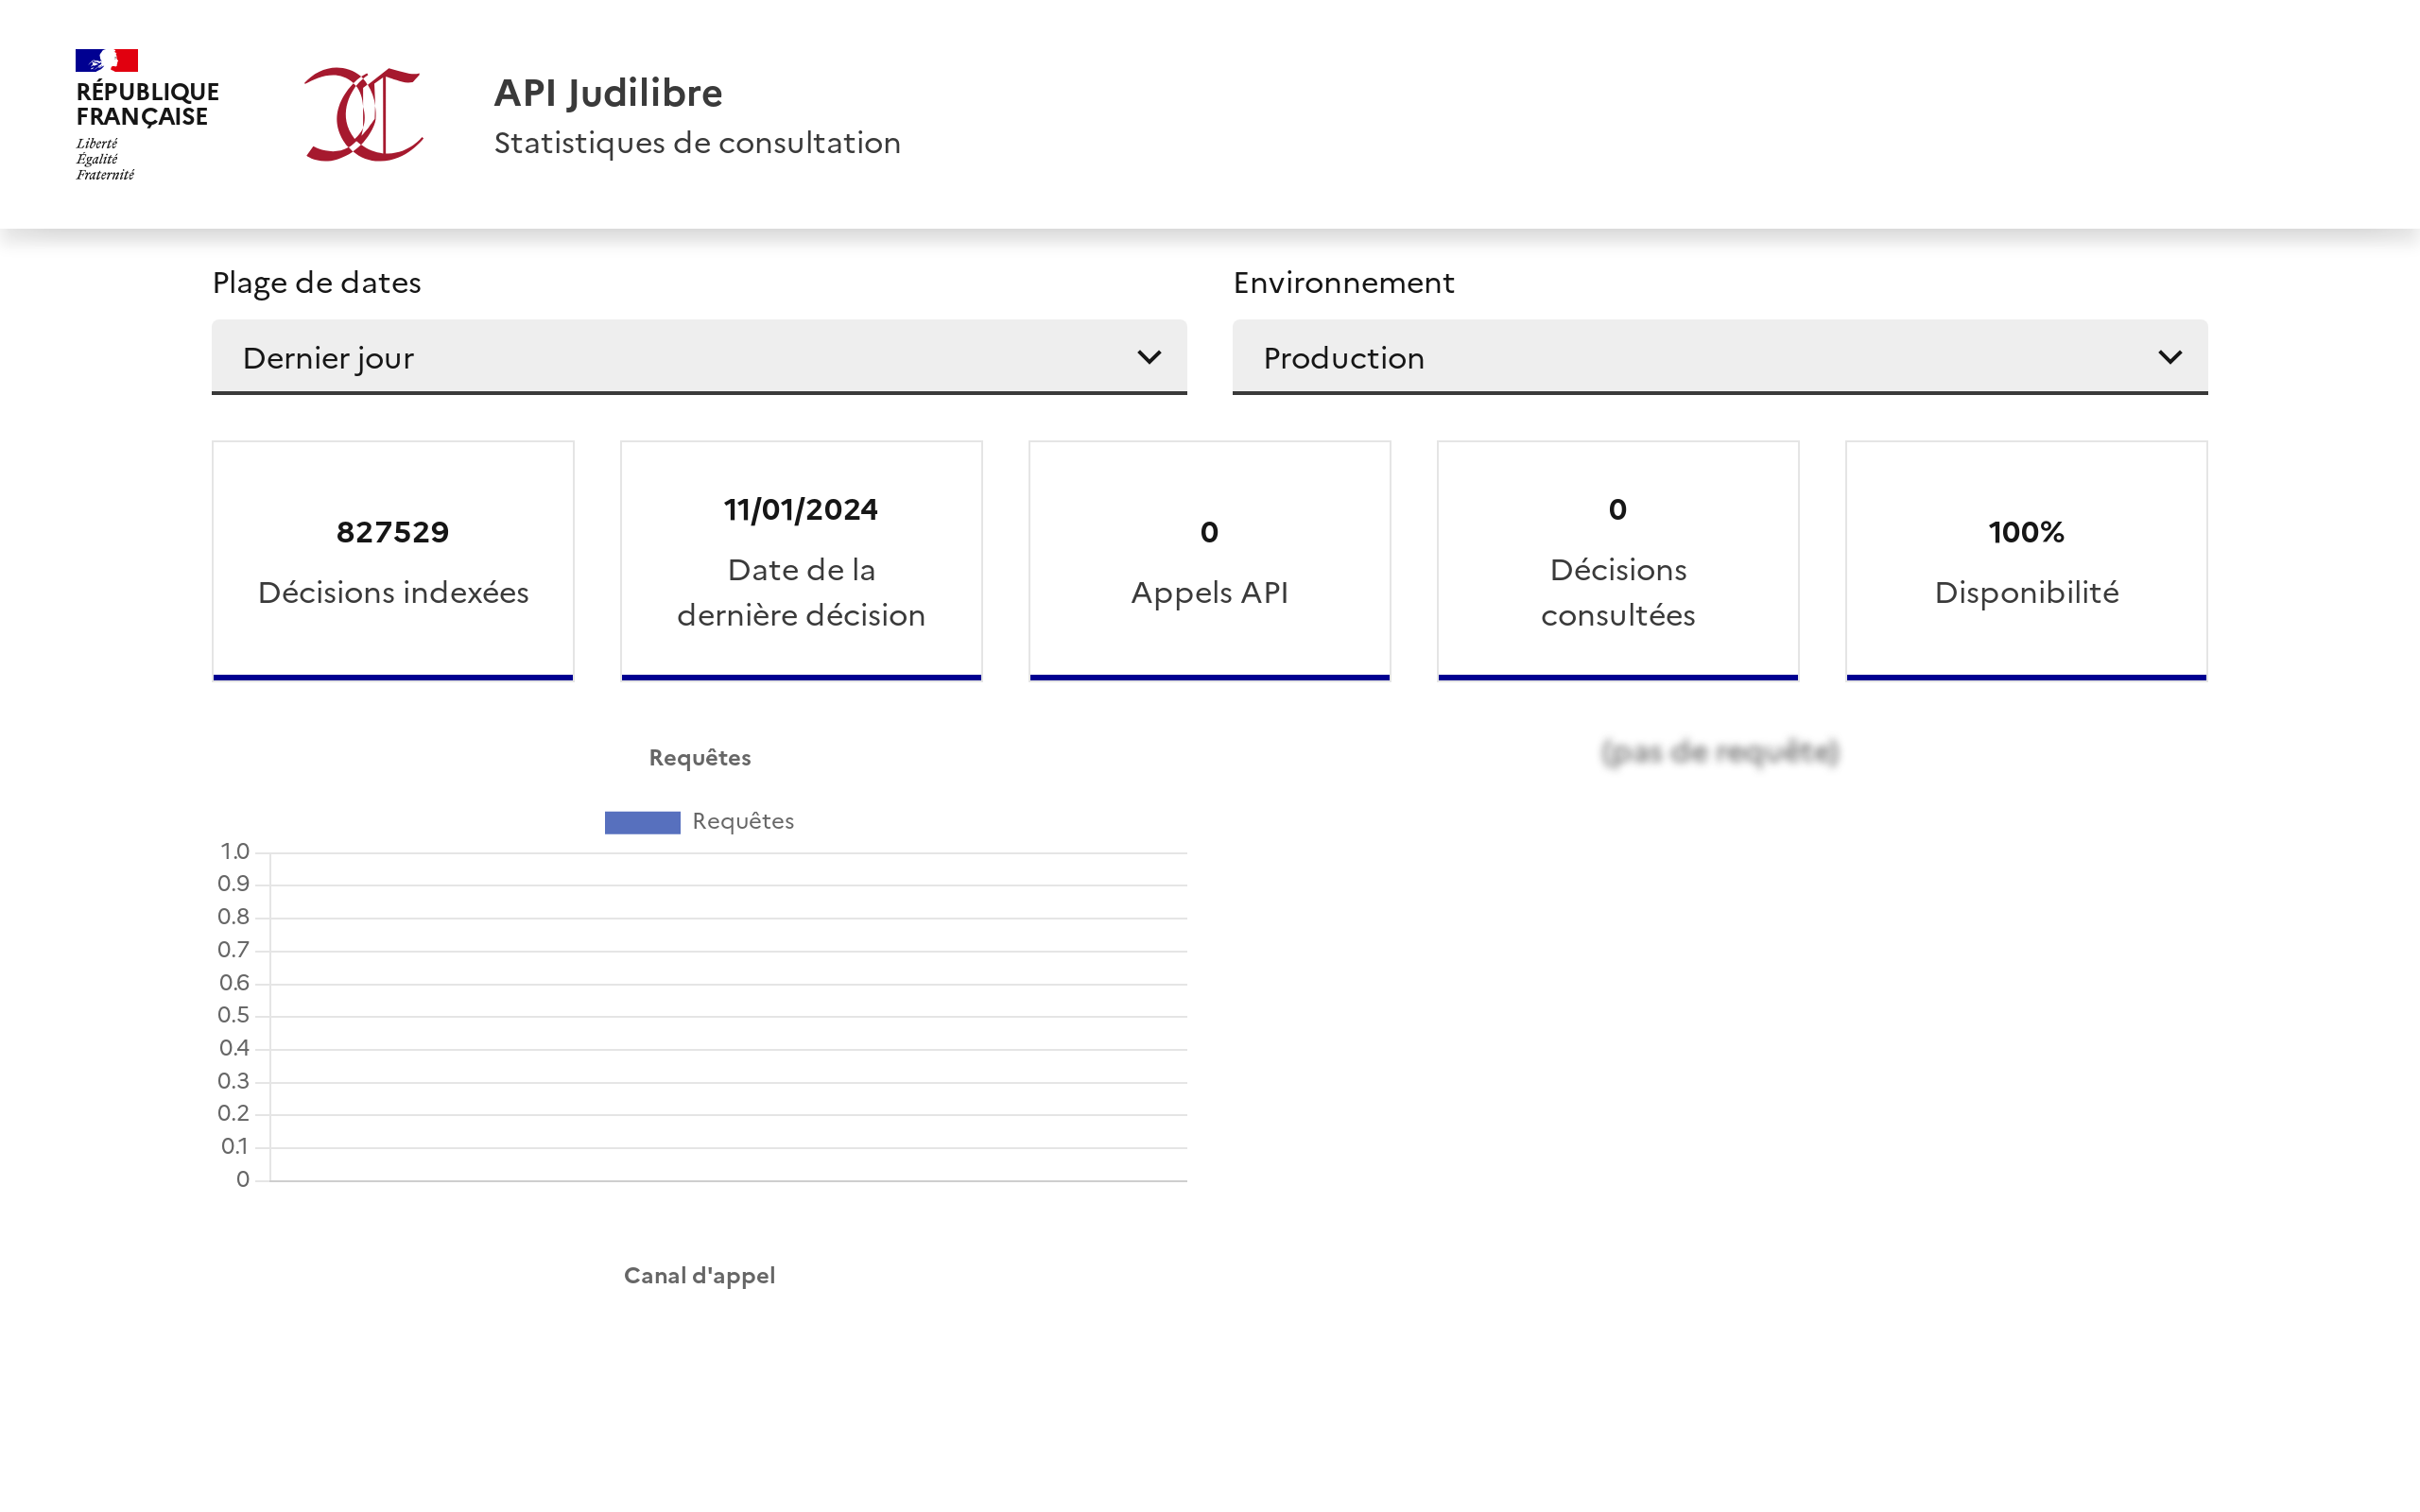 RÉPUBLIQUE
FRANÇAISE
Liberté
Égalité
Fraternité
API Judilibre
Statistiques de consultation
Plage de dates
Dernier jour
Environnement
Production
827529
Décisions indexées
11/01/2024
Date de la
dernière décision
0
Appels API
0
Décisions
consultées
100%
Disponibilité
Requêtes
(pas de requête)
Requêtes
1.0
0.9
0.8
0.7
0.6
0.5
0.4
0.3
0.2
0.1
0
Canal d'appel